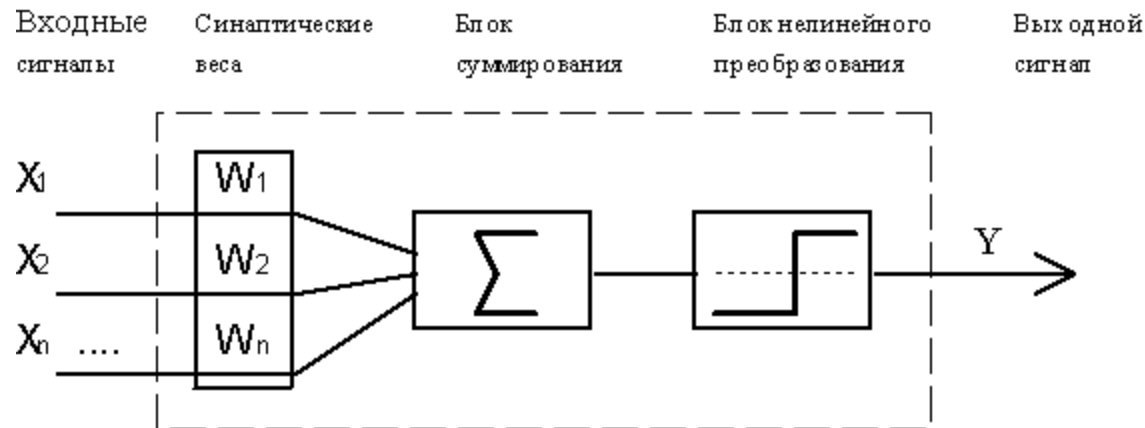 Входные Синаптические Блок Блок нелинейного Выходной
сигналы веса суммирования преобразования сигнал
X1 W1
Σ
Y
X2 W2
Xn .... Wn